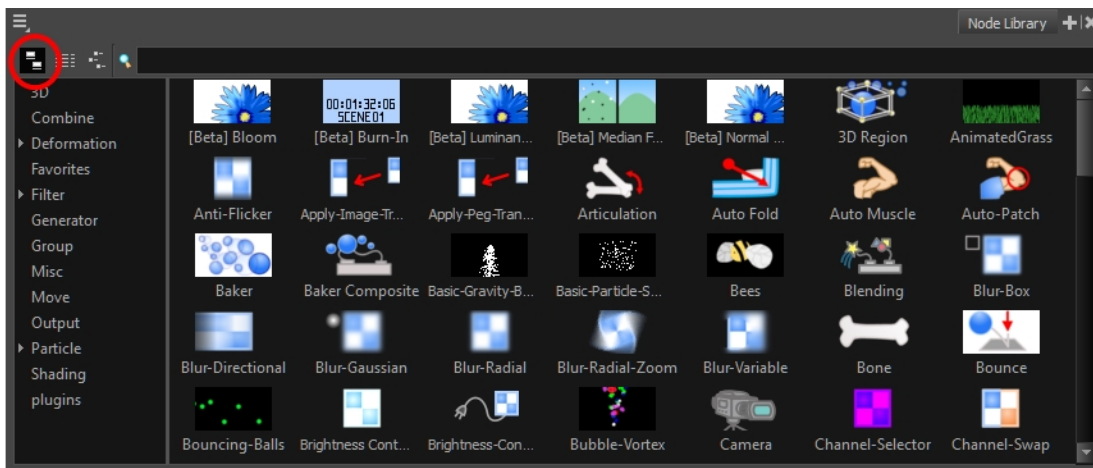 Node Library
3D
Combine
Deformation
Favorites
Filter
Generator
Group
Misc
Move
Output
Particle
Shading
plugins
00:01:32:06
SCENE01
[Beta] Bloom
[Beta] Burn-In
[Beta] Luminan...
[Beta] Median F...
[Beta] Normal ...
3D Region
AnimatedGrass
Anti-Flicker
Apply-Image-Tr...
Apply-Peg-Tran...
Articulation
Auto Fold
Auto Muscle
Auto-Patch
Baker
Baker Composite
Basic-Gravity-B...
Basic-Particle-S...
Bees
Blending
Blur-Box
Blur-Directional
Blur-Gaussian
Blur-Radial
Blur-Radial-Zoom
Blur-Variable
Bone
Bounce
Bouncing-Balls
Brightness Cont...
Brightness-Con...
Bubble-Vortex
Camera
Channel-Selector
Channel-Swap